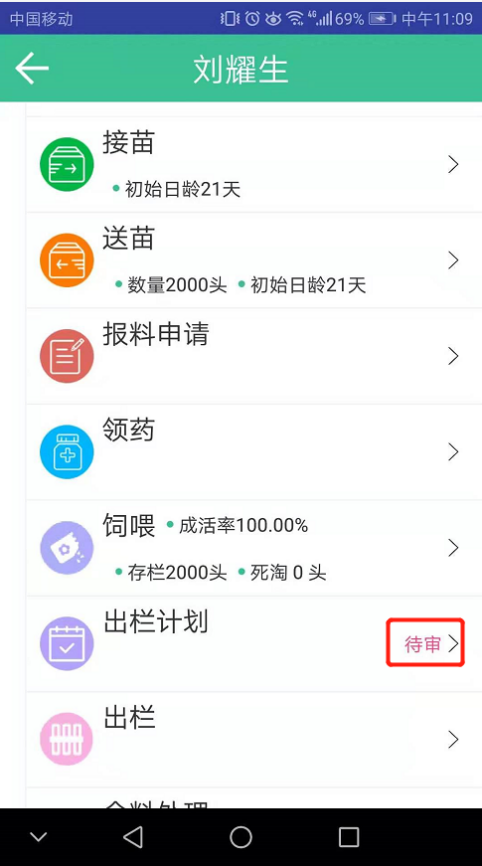 中国移动 4G 69% 中午11:09
刘耀生
接苗
初始日龄21天
送苗
数量2000头 初始日龄21天
报料申请
领药
饲喂 成活率100.00%
存栏2000头 死淘 0 头
出栏计划
待审
出栏